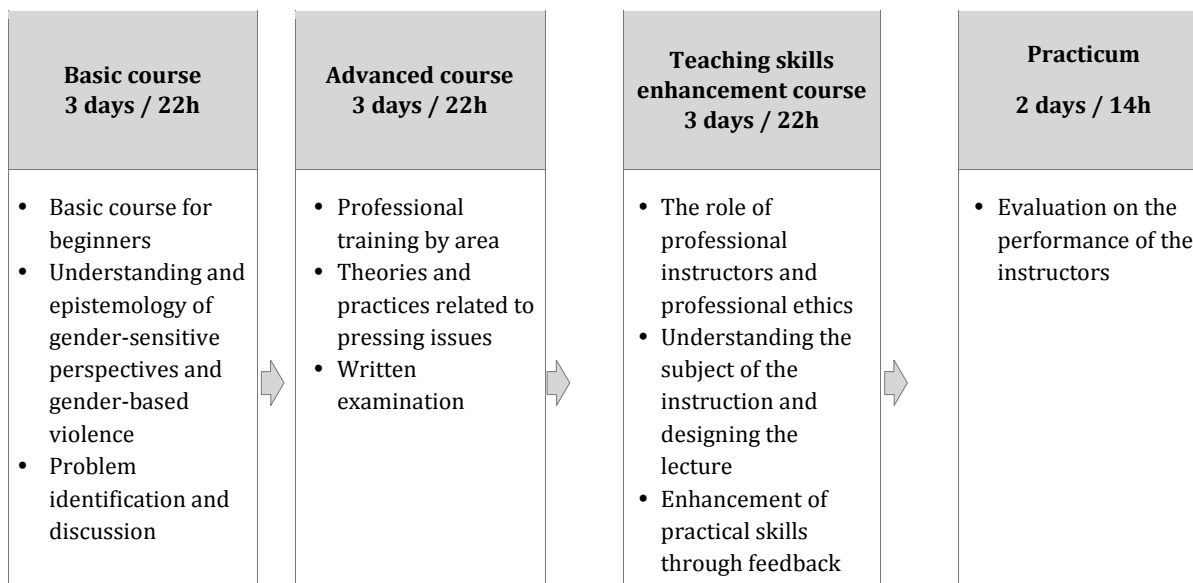 Basic course
3 days / 22h
• Basic course for
beginners
• Understanding and
epistemology of
gender-sensitive
perspectives and
gender-based
violence
• Problem
identification and
discussion
Advanced course
3 days / 22h
• Professional
training by area
• Theories and
practices related to
pressing issues
• Written
examination
Teaching skills
enhancement course
3 days / 22h
• The role of
professional
instructors and
professional ethics
• Understanding the
subject of the
instruction and
designing the
lecture
• Enhancement of
practical skills
through feedback
Practicum
2 days / 14h
• Evaluation on the
performance of the
instructors